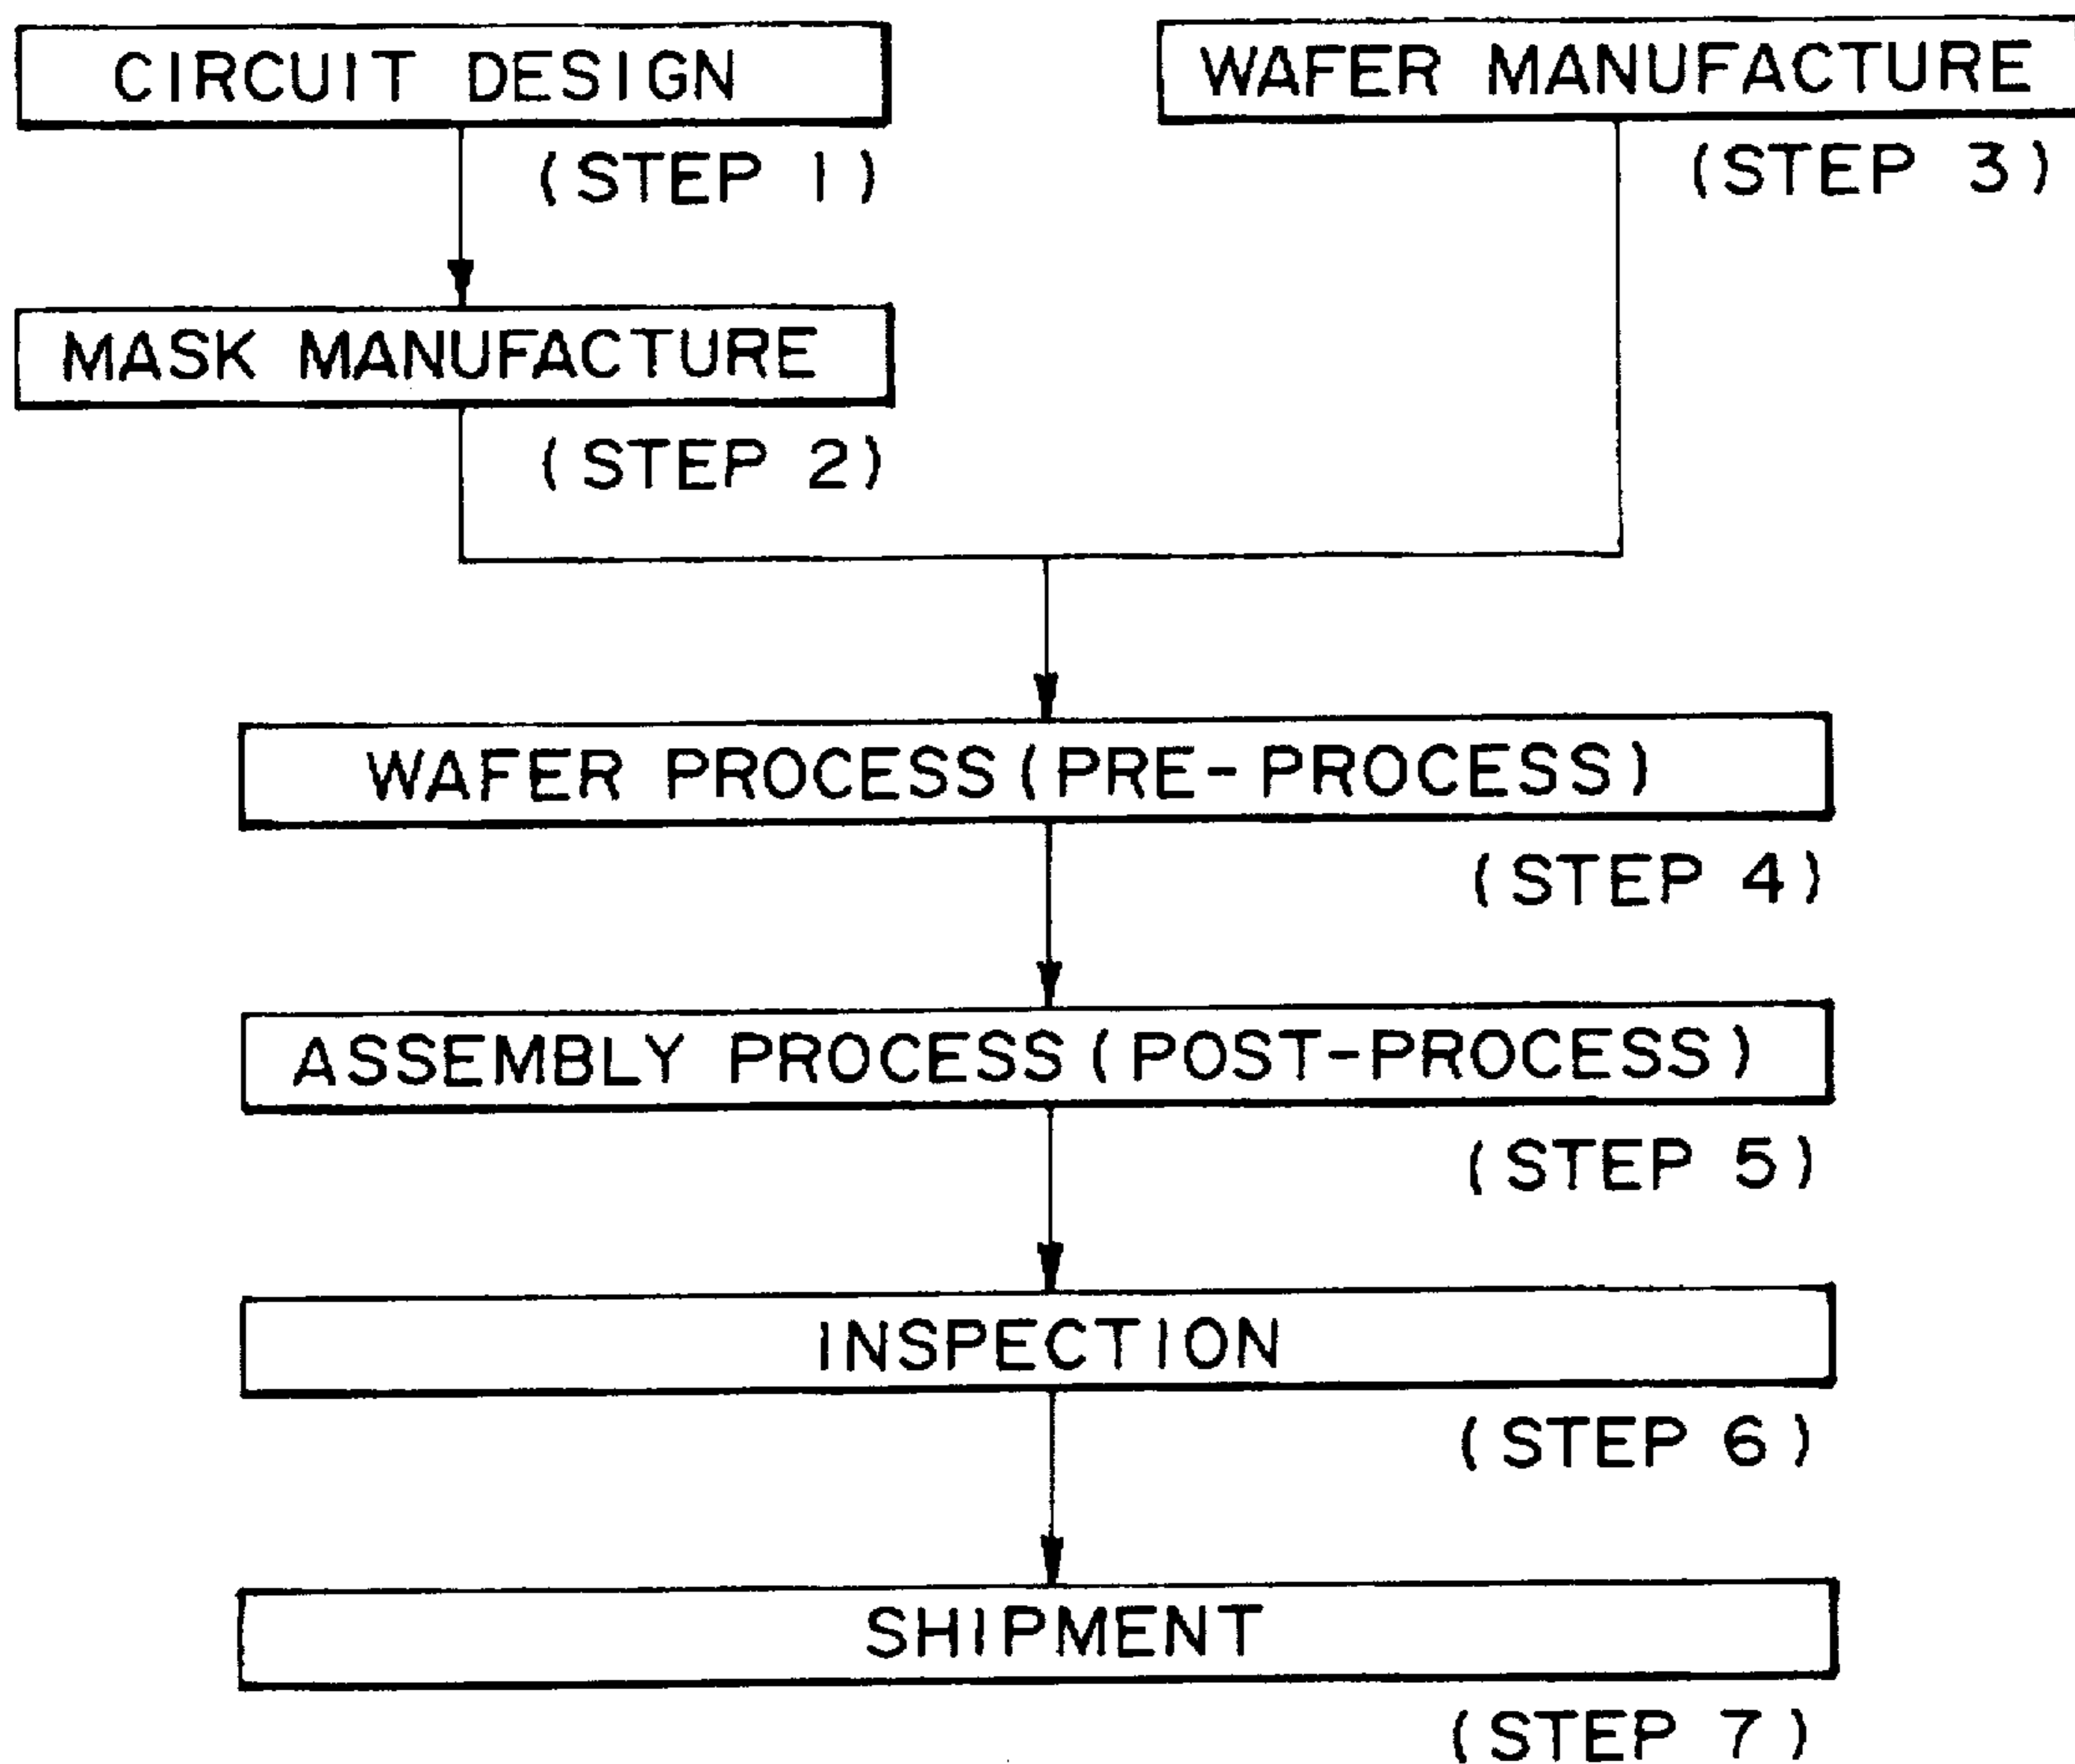 CIRCUIT DESIGN
(STEP 1)
MASK MANUFACTURE
(STEP 2)
WAFER MANUFACTURE
(STEP 3)
WAFER PROCESS (PRE-PROCESS)
(STEP 4)
ASSEMBLY PROCESS (POST-PROCESS)
(STEP 5)
INSPECTION
(STEP 6)
SHIPMENT
(STEP 7)